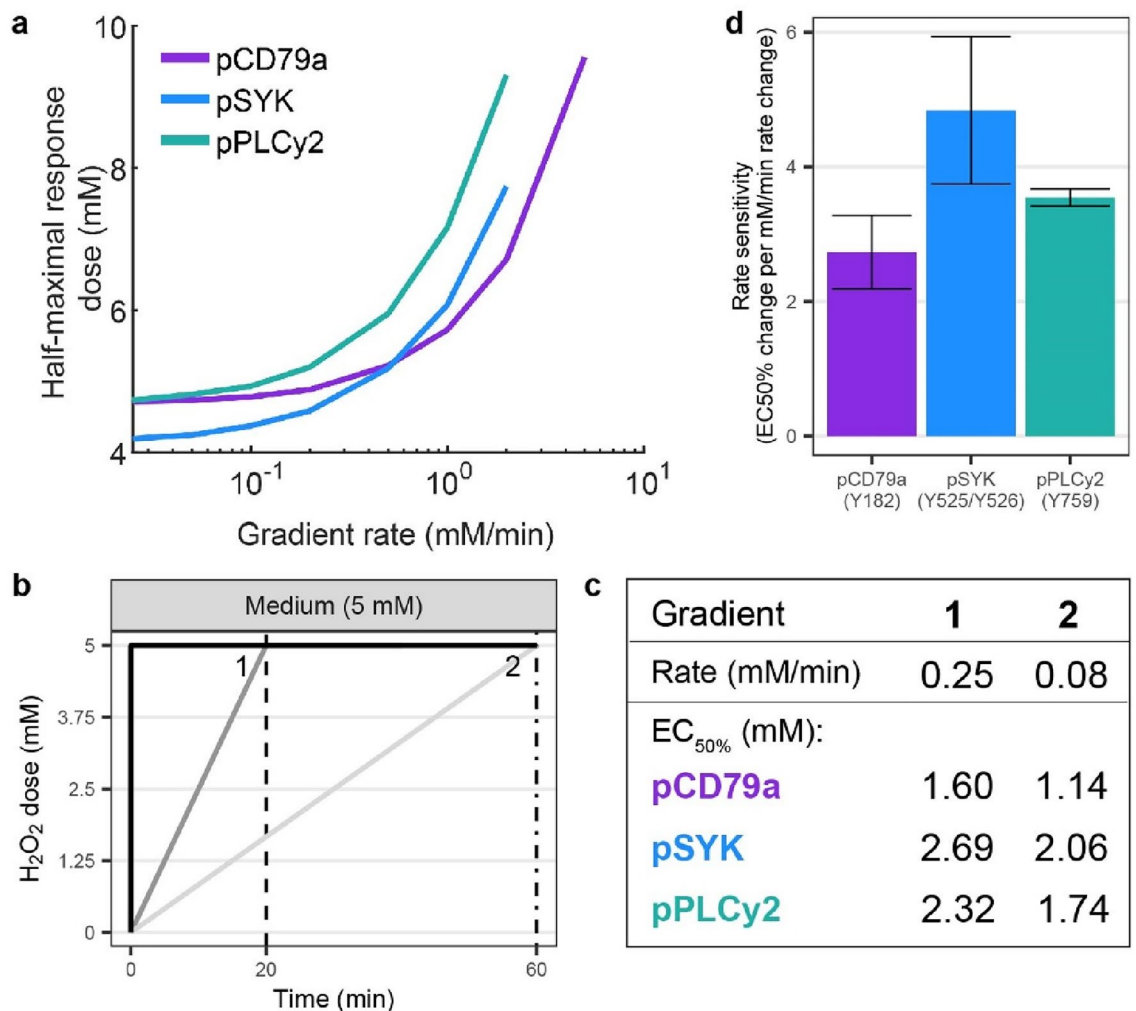 a
10
8
6
4
Half-maximal response
dose (mM)
pCD79a
pSYK
pPLCy2
10⁻¹
10⁰
10¹
Gradient rate (mM/min)
d
6
4
2
0
Rate sensitivity
(EC50% change per mM/min rate change)
pCD79a
(Y182)
pSYK
(Y525/Y526)
pPLCy2
(Y759)
b
Medium (5 mM)
5
3.75
2.5
1.25
0
H₂O₂ dose (mM)
1
2
0
20
60
Time (min)
c
Gradient 1 2
Rate (mM/min) 0.25 0.08
EC₅₀% (mM):
pCD79a 1.60 1.14
pSYK 2.69 2.06
pPLCy2 2.32 1.74